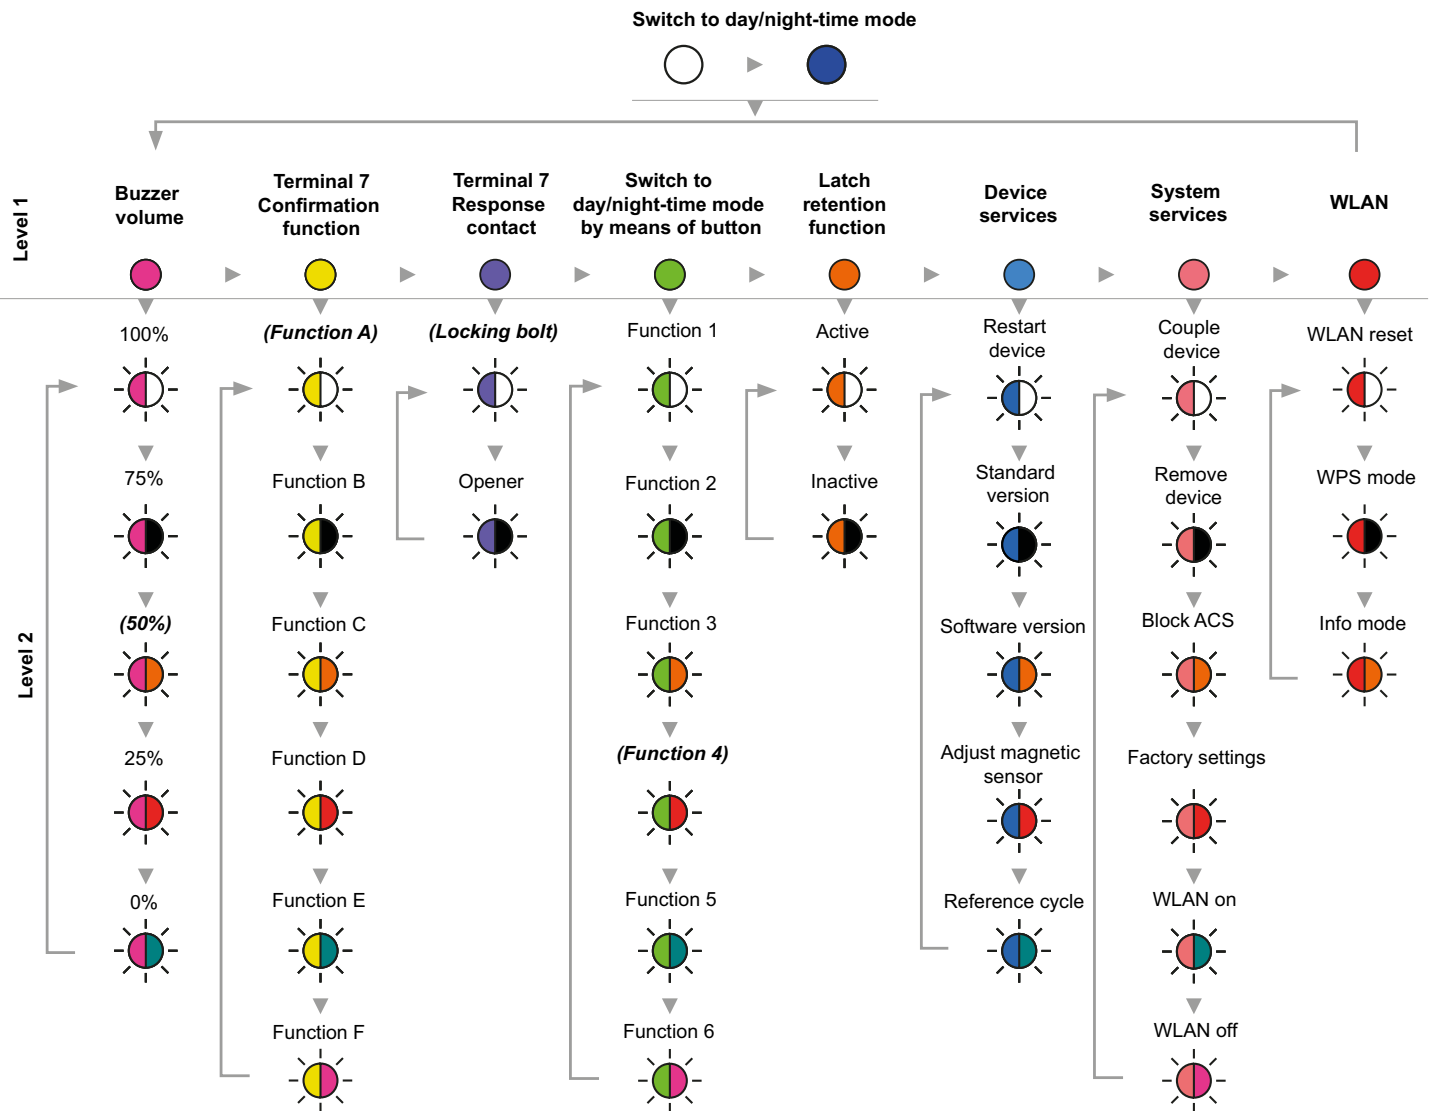 Switch to day/night-time mode
Level 1
Buzzer
volume
Terminal 7
Confirmation
function
Terminal 7
Response
contact
Switch to
day/night-time mode
by means of button
Latch
retention
function
Device
services
System
services
WLAN
Level 2
100%
75%
(50%)
25%
0%
(Function A)
Function B
Function C
Function D
Function E
Function F
(Locking bolt)
Opener
Function 1
Function 2
Function 3
(Function 4)
Function 5
Function 6
Active
Inactive
Restart
device
Standard
version
Software version
Adjust magnetic
sensor
Reference cycle
Couple
device
Remove
device
Block ACS
Factory settings
WLAN on
WLAN off
WLAN reset
WPS mode
Info mode